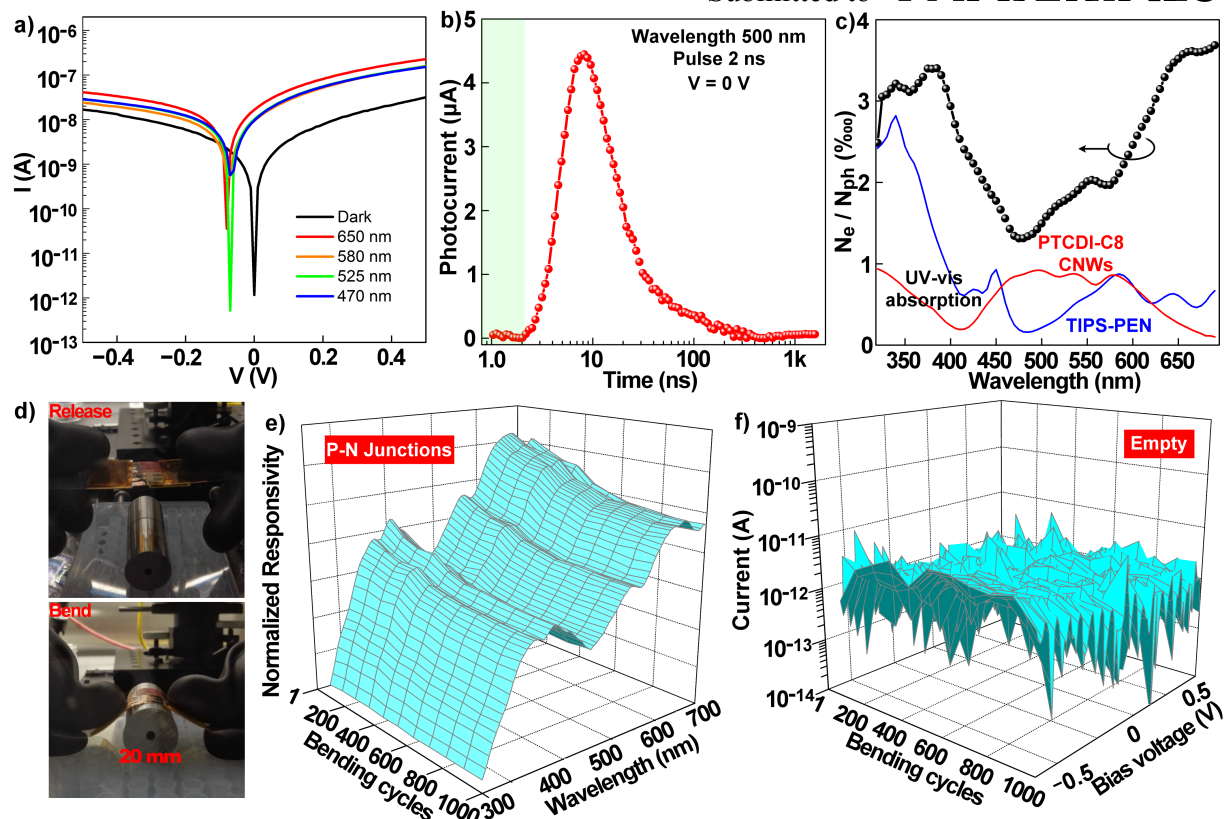 Submitted to
a)
I (A)
10⁻⁶
10⁻⁷
10⁻⁸
10⁻⁹
10⁻¹⁰
10⁻¹¹
10⁻¹²
10⁻¹³
Dark
650 nm
580 nm
525 nm
470 nm
−0.4
−0.2
0
0.2
0.4
V (V)
b)
Photocurrent (µA)
5
4
3
2
1
0
Wavelength 500 nm
Pulse 2 ns
V = 0 V
1.0
10
100
1k
Time (ns)
c)
Nₑ / Nₚₕ (‱)
3
2
1
0
PTCDI-C8
CNWs
UV-vis
absorption
TIPS-PEN
350
400
450
500
550
600
650
Wavelength (nm)
d)
Release
Bend
20 mm
e)
P-N Junctions
Normalized Responsivity
1
200
400
600
800
1000
Bending cycles
300
400
500
600
700
Wavelength (nm)
f)
Empty
Current (A)
10⁻⁹
10⁻¹⁰
10⁻¹¹
10⁻¹²
10⁻¹³
10⁻¹⁴
1
200
400
600
800
1000
Bending cycles
−0.5
0
0.5
Bias voltage (V)